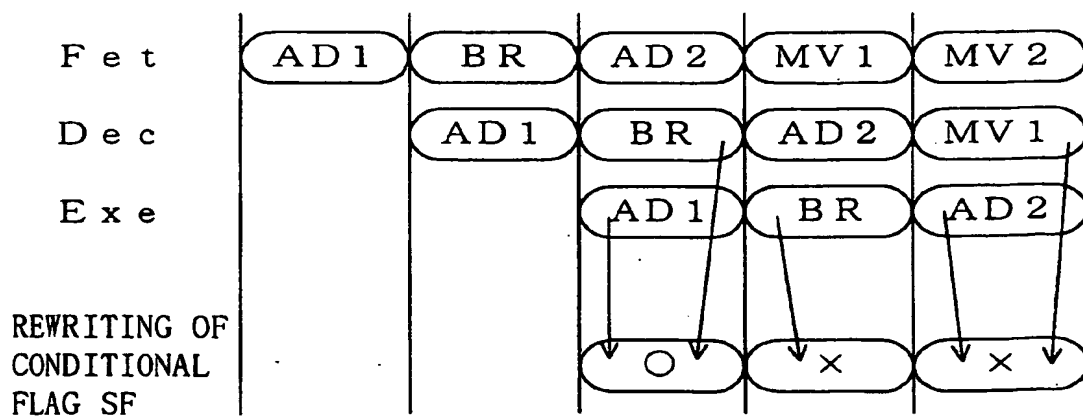 Fet AD1 BR AD2 MV1 MV2
Dec AD1 BR AD2 MV1
Exe AD1 BR AD2
REWRITING OF
CONDITIONAL
FLAG SF
O × ×